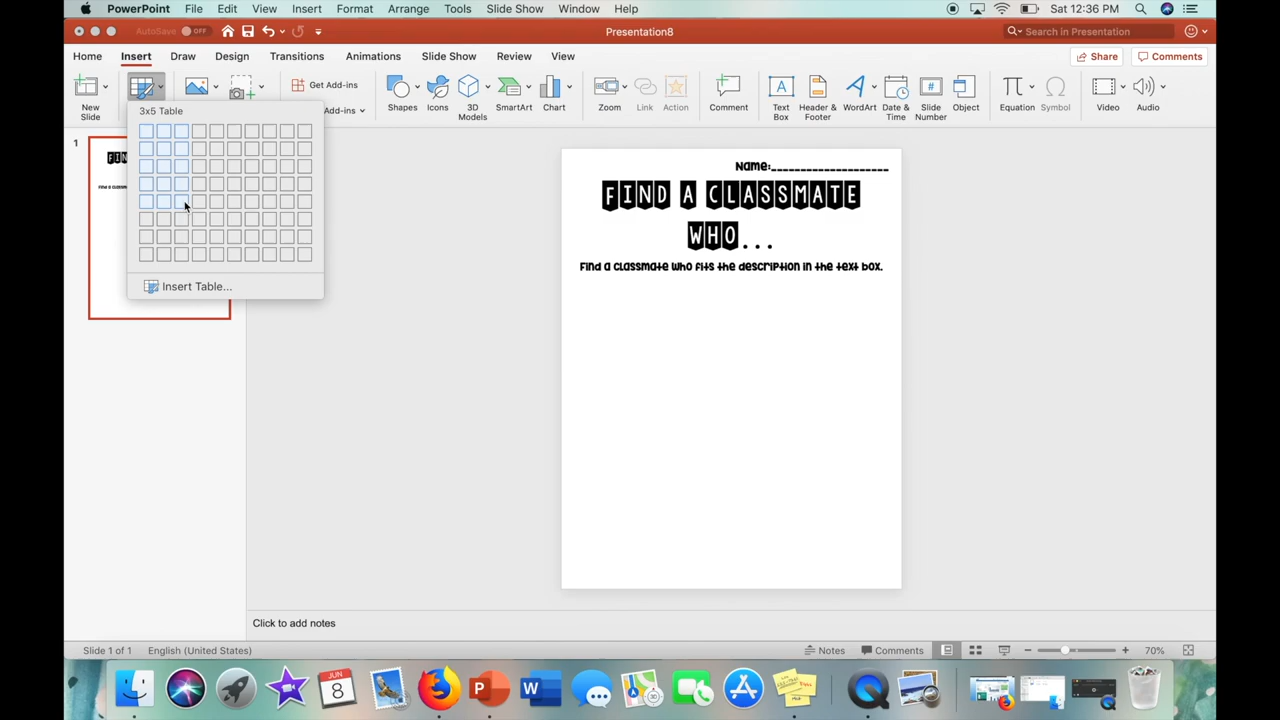 PowerPoint File Edit View Insert Format Arrange Tools Slide Show Window Help Sat 12:36 PM
AutoSave OFF Presentation8 Search in Presentation
Home Insert Draw Design Transitions Animations Slide Show Review View Share Comments
New Slide
Get Add-ins
Add-ins
Shapes Icons 3D Models SmartArt Chart Zoom Link Action Comment Text Box Header & Footer WordArt Date & Time Slide Number Object Equation Symbol Video Audio
3x5 Table
Insert Table...
1
Name:____________________
FIND A CLASSMATE
WHO...
Find a classmate who fits the description in the text box.
Click to add notes
Slide 1 of 1 English (United States) Notes Comments 70%
JUN
8